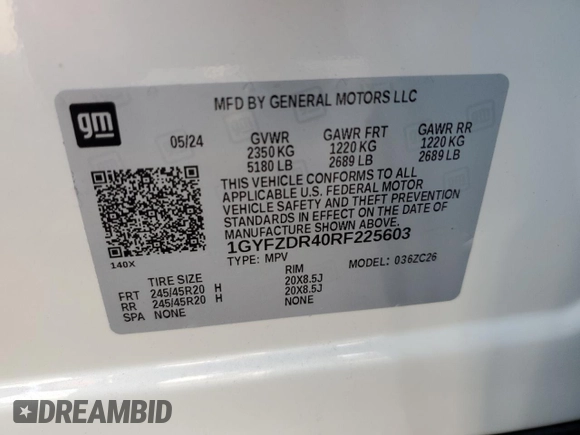 MFD BY GENERAL MOTORS LLC
gm
05/24
GVWR
2350 KG
5180 LB
GAWR FRT
1220 KG
2689 LB
GAWR RR
1220 KG
2689 LB
THIS VEHICLE CONFORMS TO ALL
APPLICABLE U.S. FEDERAL MOTOR
VEHICLE SAFETY AND THEFT PREVENTION
STANDARDS IN EFFECT ON THE DATE OF
MANUFACTURE SHOWN ABOVE.
1GYFZDR40RF225603
140X
TYPE: MPV
MODEL: 036ZC26
TIRE SIZE
RIM
FRT 245/45R20 H 20X8.5J
RR 245/45R20 H 20X8.5J
SPA NONE NONE
DREAMBID